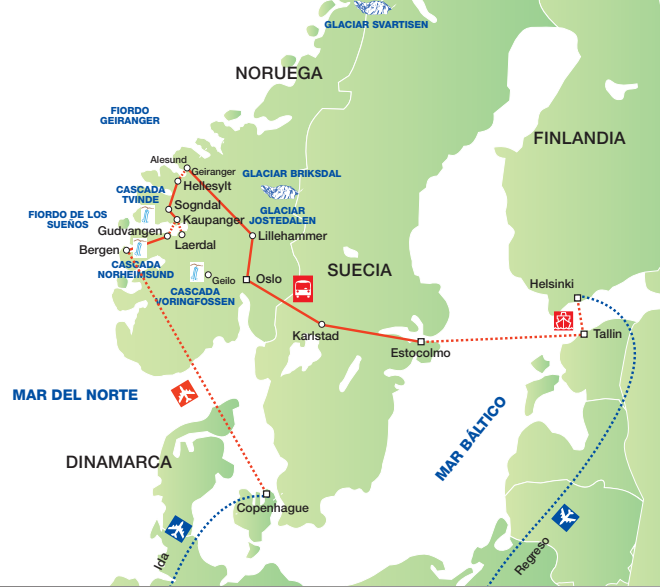 GLACIAR SVARTISEN
NORUEGA
FIORDO
GEIRANGER
FINLANDIA
Alesund
Geiranger
GLACIAR BRIKSDAL
Hellesylt
CASCADA
TVINDE
Sogndal
GLACIAR
JOSTEDALEN
FIORDO DE LOS
SUEÑOS
Kaupanger
Gudvangen
Lillehammer
Laerdal
Bergen
CASCADA
NORHEIMSUND
SUECIA
Geilo
Oslo
Helsinki
CASCADA
VORINGFOSSEN
Karlstad
Tallin
Estocolmo
MAR DEL NORTE
MAR BÁLTICO
DINAMARCA
Copenhague
Ida
Regreso